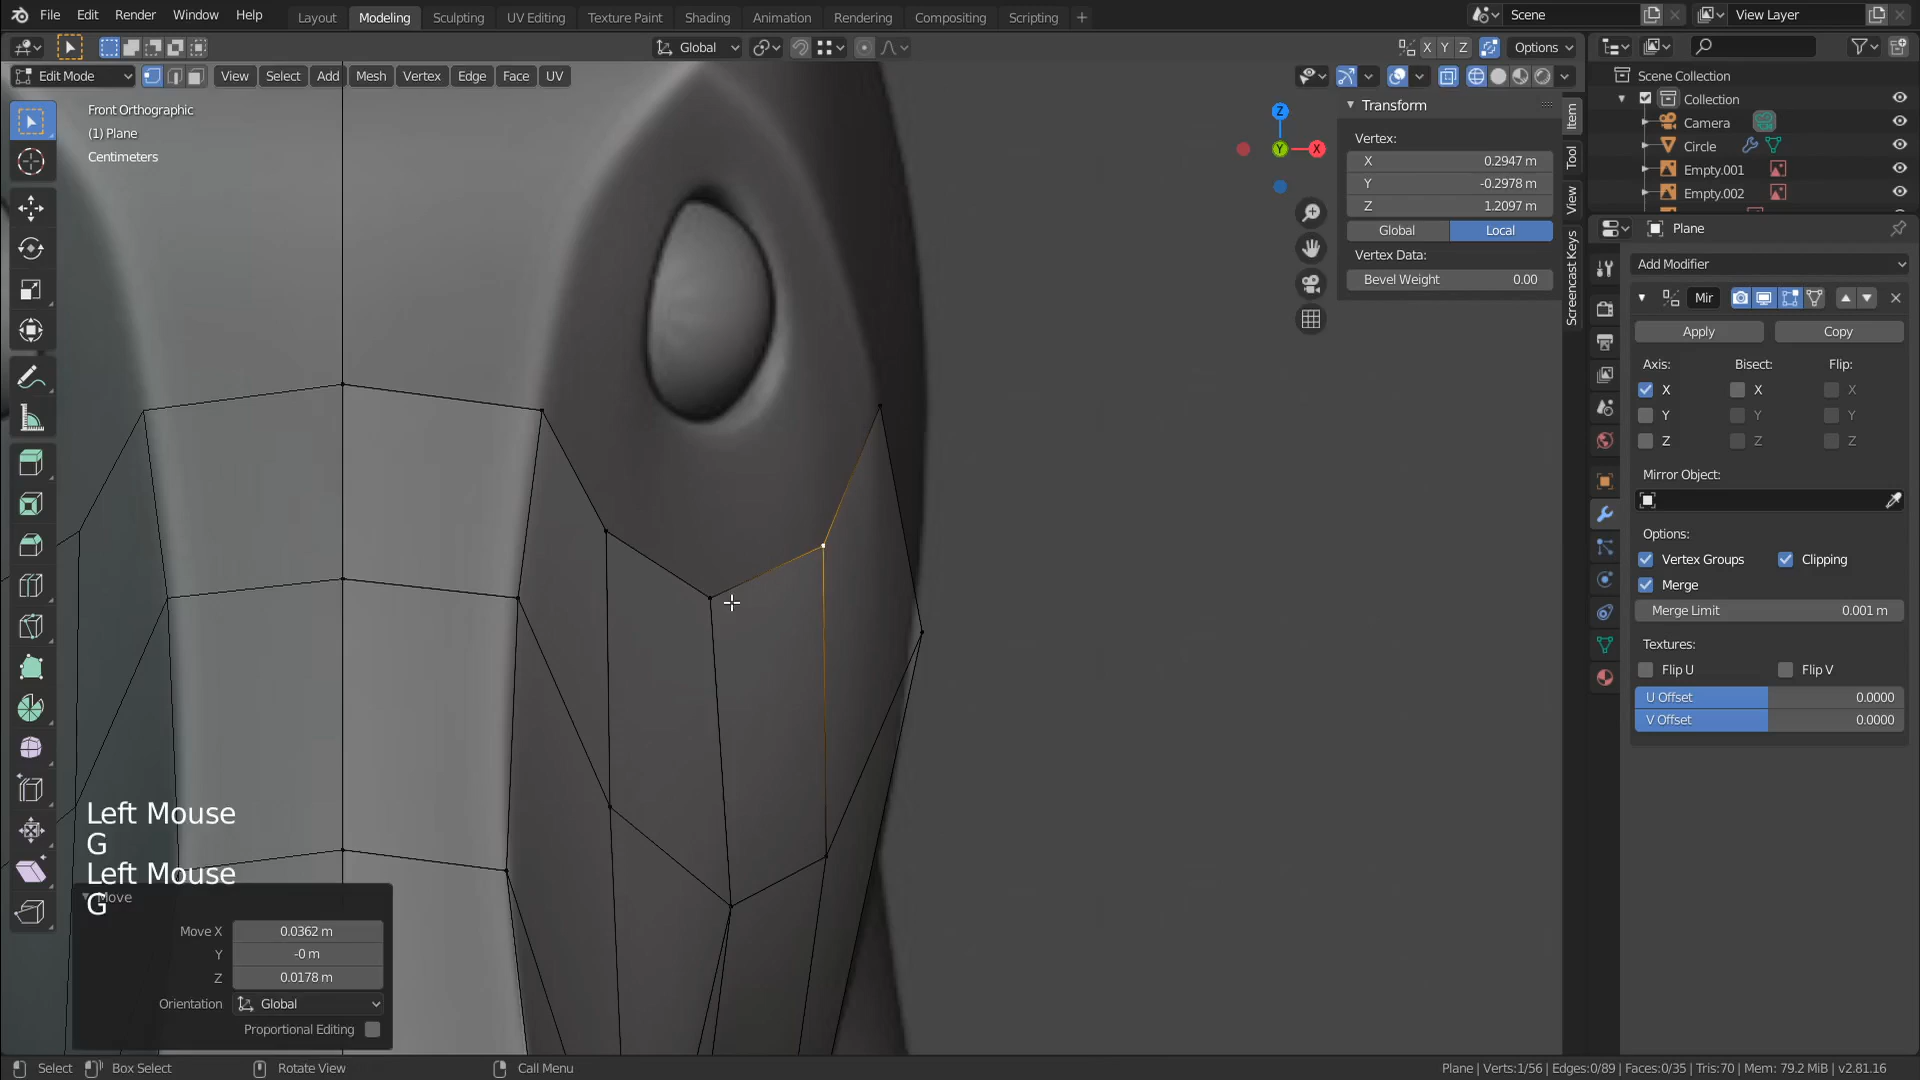 File Edit Render Window Help Layout Modeling Sculpting UV Editing Texture Paint Shading Animation Rendering Compositing Scripting + Scene View Layer
Global X Y Z Options
Edit Mode View Select Add Mesh Vertex Edge Face UV
Front Orthographic
(1) Plane
Centimeters
Z
Y
X
Transform
Vertex:
X 0.2947 m
Y -0.2978 m
Z 1.2097 m
Global Local
Vertex Data:
Bevel Weight 0.00
Item
Tool
View
Screencast Keys
Scene Collection
Collection
Camera
Circle
Empty.001
Empty.002
Plane
Add Modifier
Mir
Apply Copy
Axis: Bisect: Flip:
X X X
Y Y Y
Z Z Z
Mirror Object:
Options:
Vertex Groups Clipping
Merge
Merge Limit 0.001 m
Textures:
Flip U Flip V
U Offset 0.0000
V Offset 0.0000
Left Mouse
G
Left Mouse
G
Move
Move X 0.0362 m
Y -0 m
Z 0.0178 m
Orientation Global
Proportional Editing
Select Box Select Rotate View Call Menu Plane | Verts:1/56 | Edges:0/89 | Faces:0/35 | Tris:70 | Mem: 79.2 MiB | v2.81.16